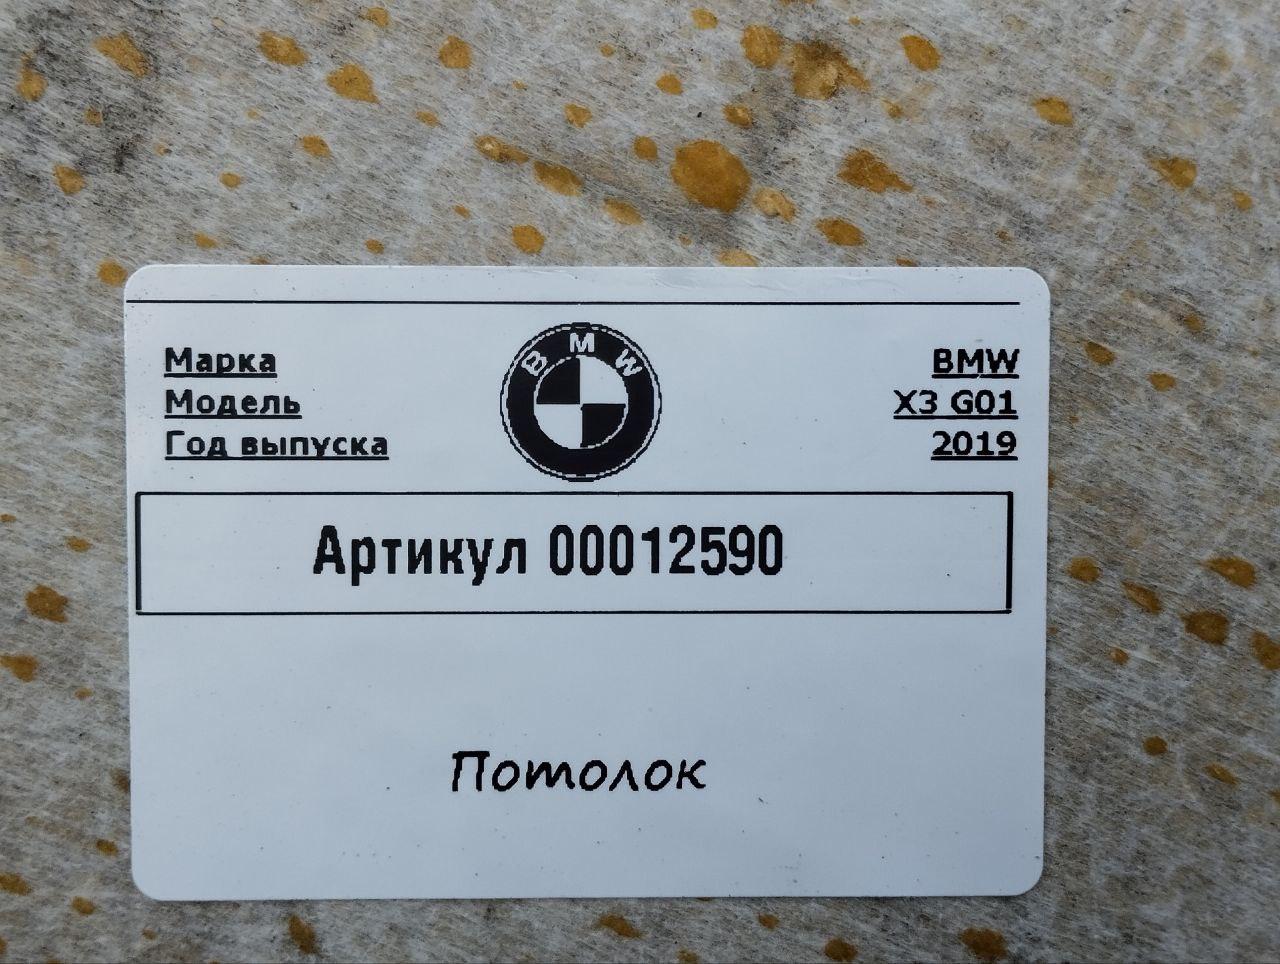 Марка BMW BMW
Модель X3 G01
Год выпуска 2019
Артикул 00012590
Потолок